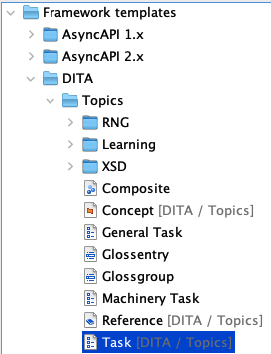 Framework templates
AsyncAPI 1.x
AsyncAPI 2.x
DITA
Topics
RNG
Learning
XSD
Composite
Concept [DITA / Topics]
General Task
Glossentry
Glossgroup
Machinery Task
Reference [DITA / Topics]
Task [DITA / Topics]